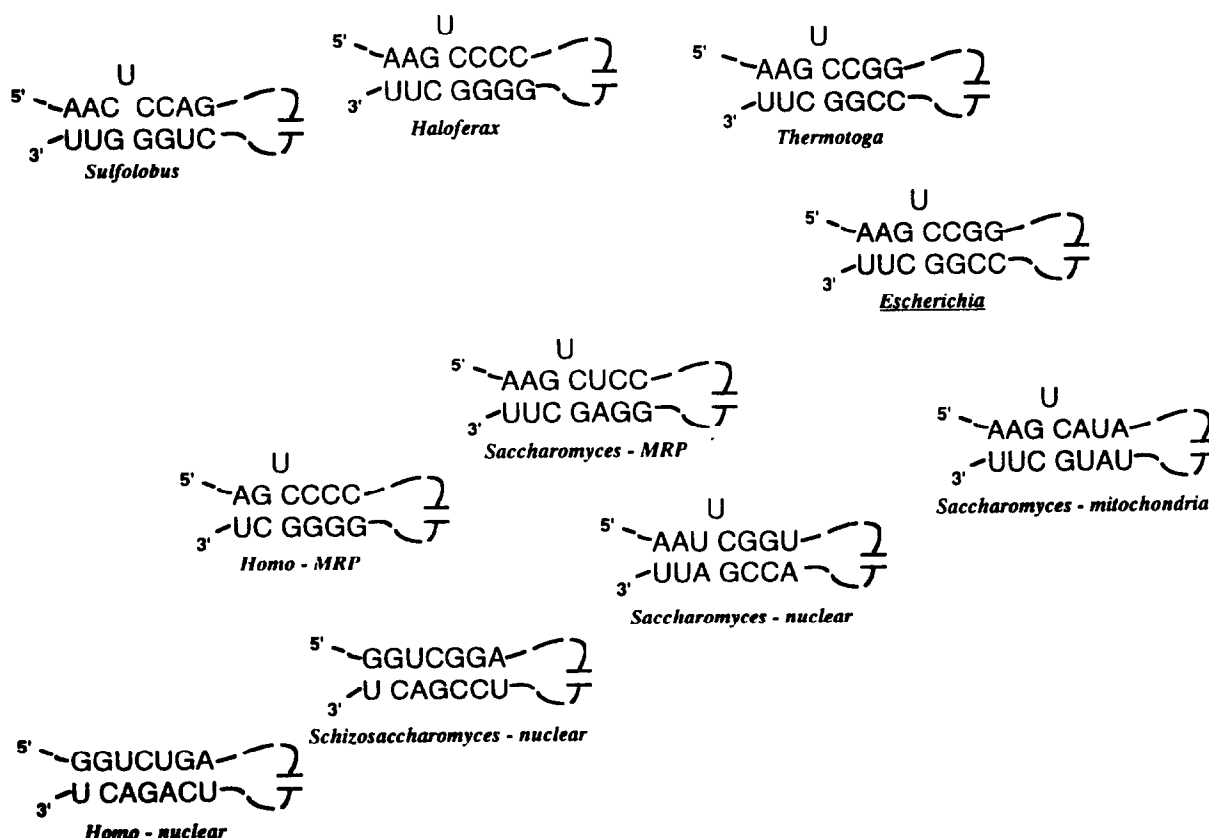 U
5' AAC CCAG
3' UUG GGUC
Sulfolobus
U
5' AAG CCCC
3' UUC GGGG
Haloferax
U
5' AAG CCGG
3' UUC GGCC
Thermotoga
U
5' AAG CCGG
3' UUC GGCC
Escherichia
U
5' AAG CUCC
3' UUC GAGG
Saccharomyces - MRP
U
5' AAG CAUA
3' UUC GUAU
Saccharomyces - mitochondria
U
5' AG CCCC
3' UC GGGG
Homo - MRP
U
5' AAU CGGU
3' UUA GCCA
Saccharomyces - nuclear
5' GGUCGGA
3' U CAGCCU
Schizosaccharomyces - nuclear
5' GGUCUGA
3' U CAGACU
Homo - nuclear